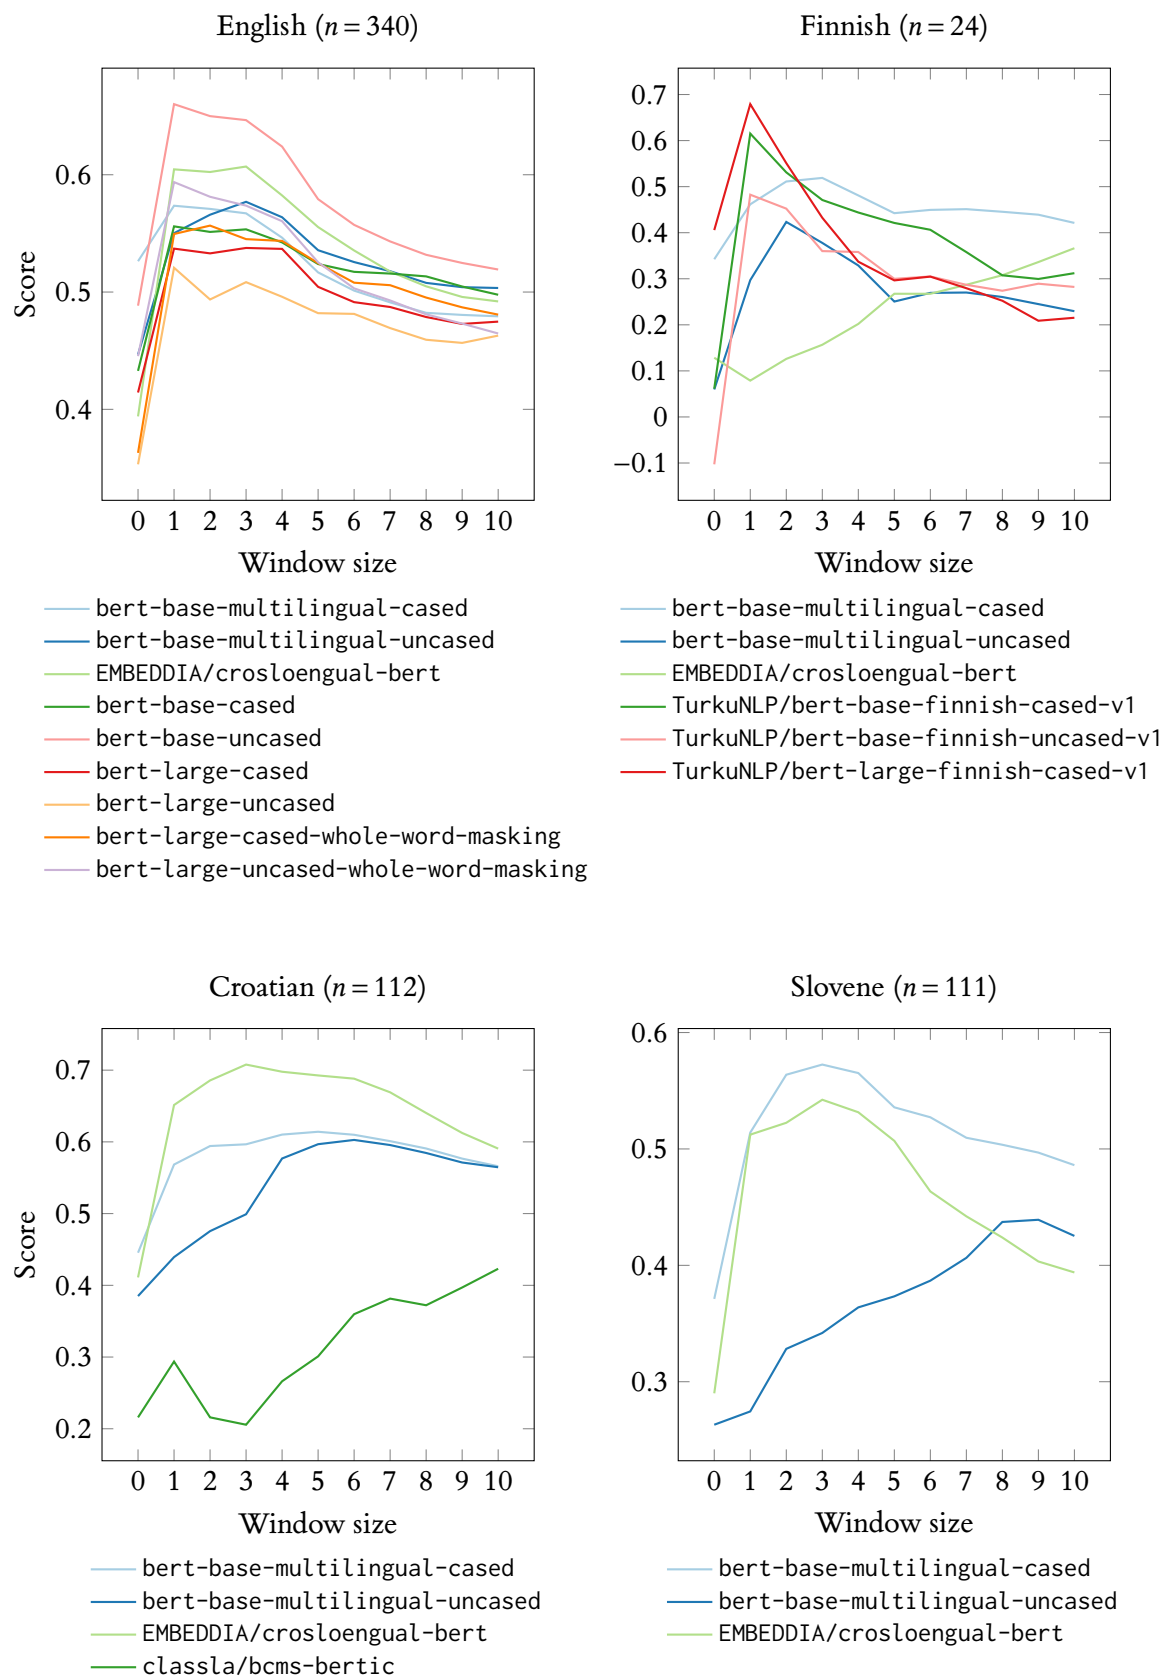 English (n = 340)
0.6
0.5
0.4
Score
0 1 2 3 4 5 6 7 8 9 10
Window size
bert-base-multilingual-cased
bert-base-multilingual-uncased
EMBEDDIA/crosloengual-bert
bert-base-cased
bert-base-uncased
bert-large-cased
bert-large-uncased
bert-large-cased-whole-word-masking
bert-large-uncased-whole-word-masking
Finnish (n = 24)
0.7
0.6
0.5
0.4
0.3
0.2
0.1
0
−0.1
0 1 2 3 4 5 6 7 8 9 10
Window size
bert-base-multilingual-cased
bert-base-multilingual-uncased
EMBEDDIA/crosloengual-bert
TurkuNLP/bert-base-finnish-cased-v1
TurkuNLP/bert-base-finnish-uncased-v1
TurkuNLP/bert-large-finnish-cased-v1
Croatian (n = 112)
0.7
0.6
0.5
0.4
0.3
0.2
Score
0 1 2 3 4 5 6 7 8 9 10
Window size
bert-base-multilingual-cased
bert-base-multilingual-uncased
EMBEDDIA/crosloengual-bert
classla/bcms-bertic
Slovene (n = 111)
0.6
0.5
0.4
0.3
0 1 2 3 4 5 6 7 8 9 10
Window size
bert-base-multilingual-cased
bert-base-multilingual-uncased
EMBEDDIA/crosloengual-bert